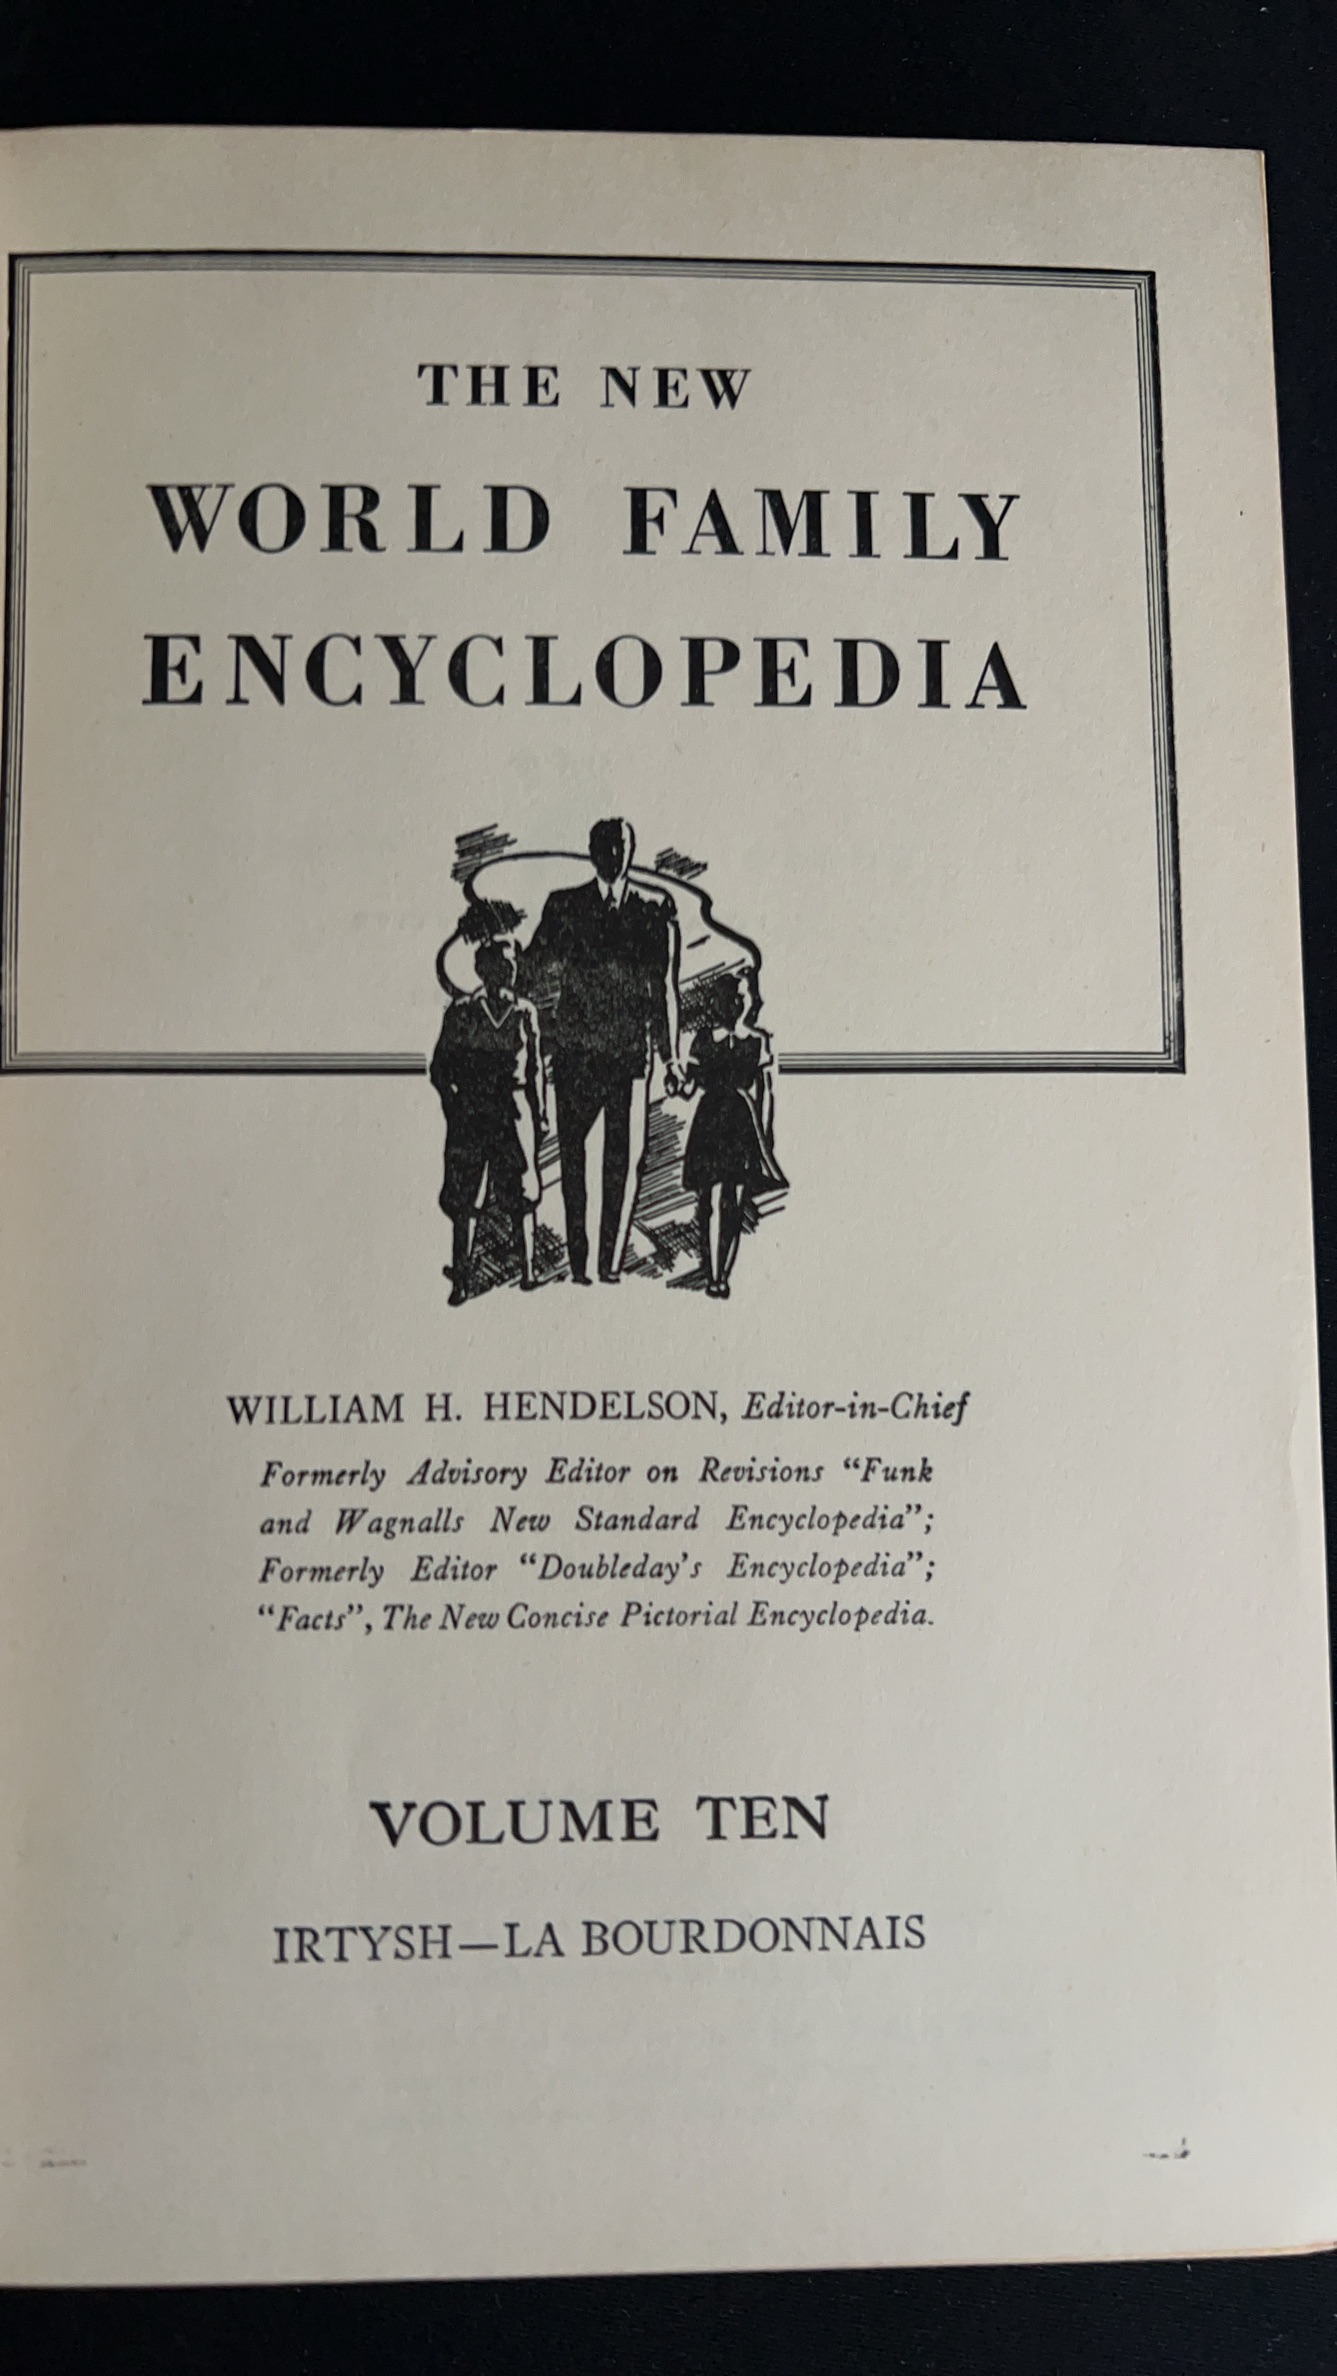 THE NEW
WORLD FAMILY
ENCYCLOPEDIA
WILLIAM H. HENDELSON, Editor-in-Chief
Formerly Advisory Editor on Revisions “Funk
and Wagnalls New Standard Encyclopedia”;
Formerly Editor “Doubleday’s Encyclopedia”;
“Facts”, The New Concise Pictorial Encyclopedia.
VOLUME TEN
IRTYSH—LA BOURDONNAIS